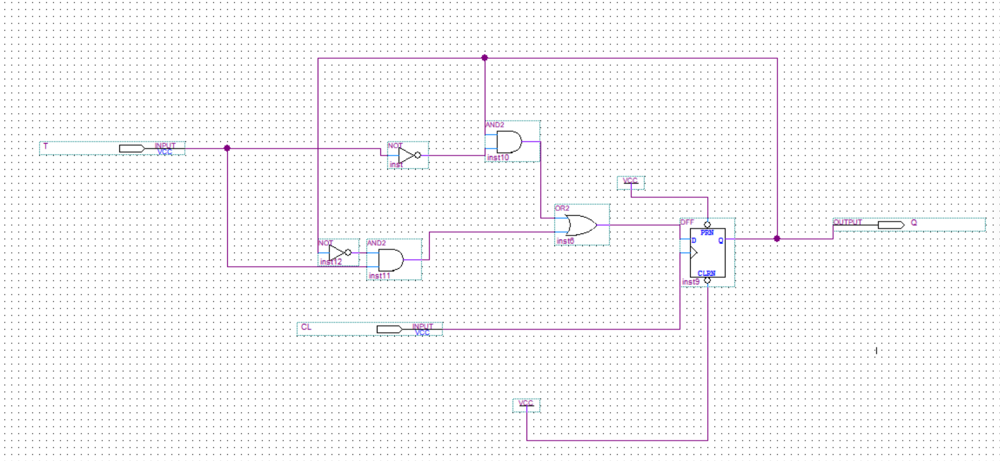 AND2
inst10
T
INPUT
VCC
NOT
inst
VCC
OR2
inst6
DFF
PRN
D
Q
CLRN
inst9
OUTPUT
Q
NOT
inst12
AND2
inst11
CL
INPUT
VCC
VCC